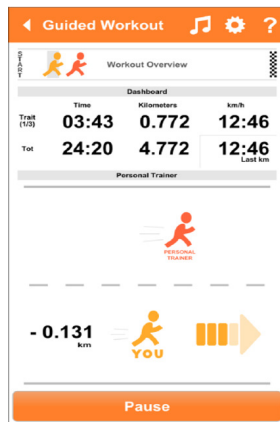 Guided Workout
?
START
Workout Overview
Dashboard
Time Kilometers km/h
Trait (1/3) 03:43 0.772 12:46
Tot 24:20 4.772 12:46
Last km
Personal Trainer
PERSONAL
TRAINER
- 0.131
km
YOU
Pause